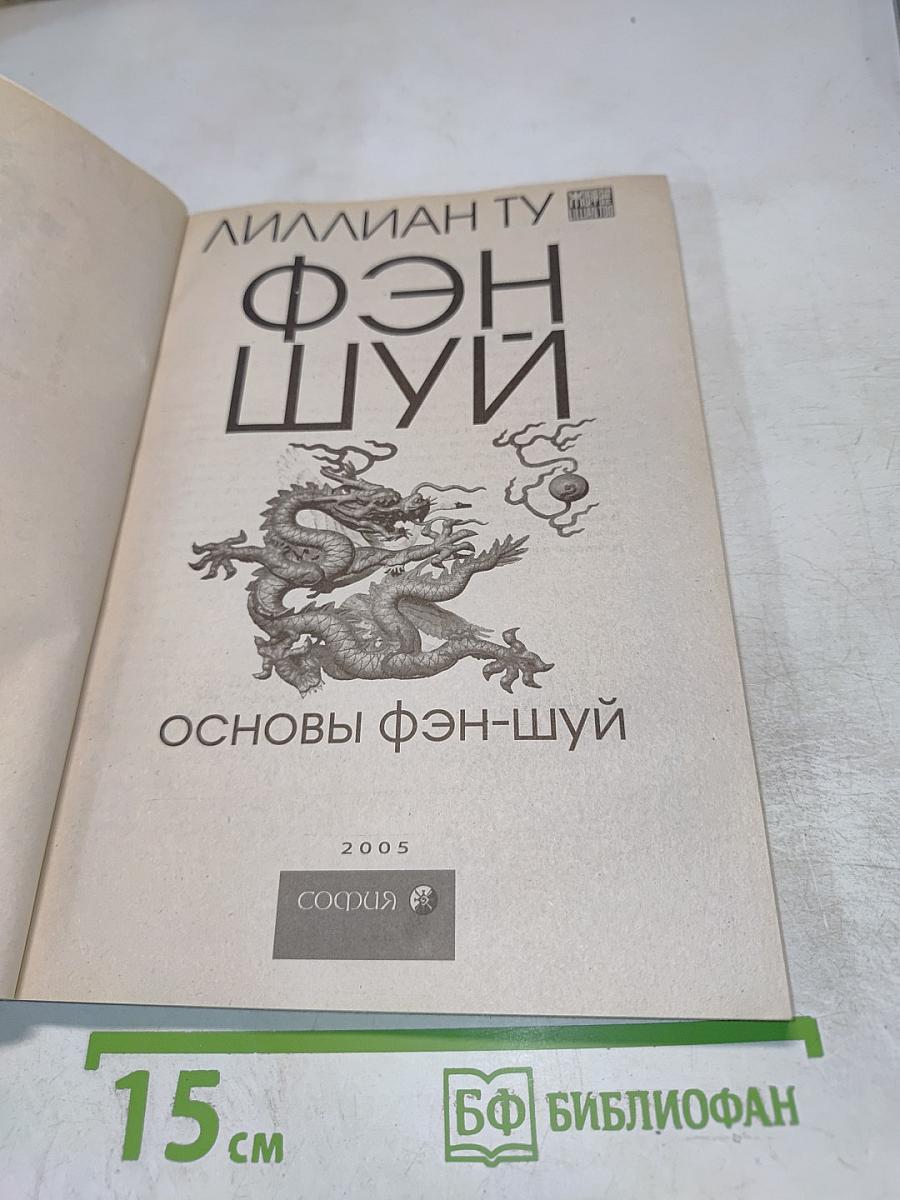 ЛИЛЛИАН ТУ
ФЭН
ШУЙ
ОСНОВЫ ФЭН-ШУЙ
2005
СОФИЯ
15 см
БФ БИБЛИОФАН